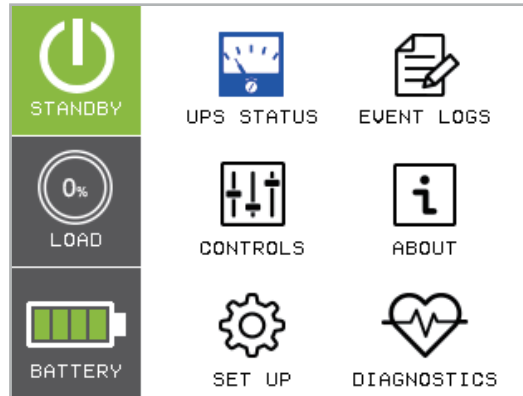 STANDBY
0%
LOAD
BATTERY
UPS STATUS
EVENT LOGS
CONTROLS
ABOUT
SET UP
DIAGNOSTICS